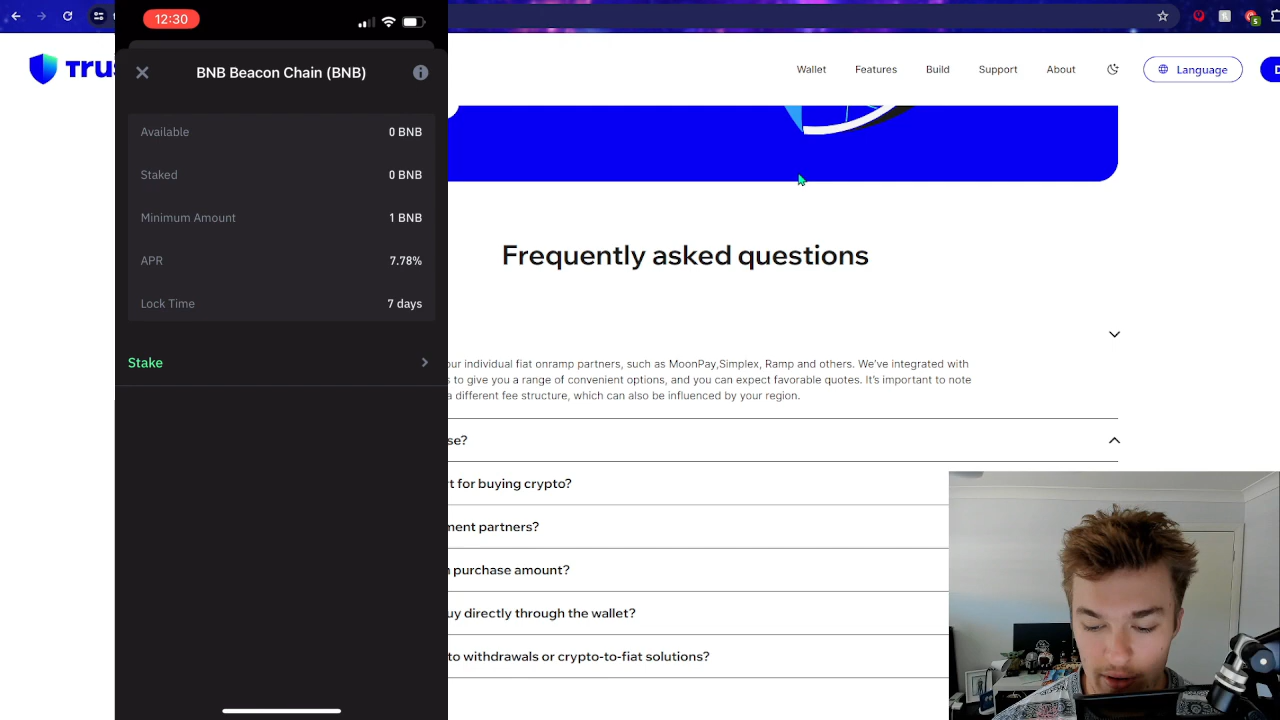 12:30
BNB Beacon Chain (BNB)
Available 0 BNB
Staked 0 BNB
Minimum Amount 1 BNB
APR 7.78%
Lock Time 7 days
Stake
TRUS
Wallet Features Build Support About Language
Frequently asked questions
our individual fiat onramp partners, such as MoonPay,Simplex, Ramp and others. We've integrated with
s to give you a range of convenient options, and you can expect favorable quotes. It's important to note
a different fee structure, which can also be influenced by your region.
se?
t for buying crypto?
ment partners?
purchase amount?
uy directly through the wallet?
to withdrawals or crypto-to-fiat solutions?